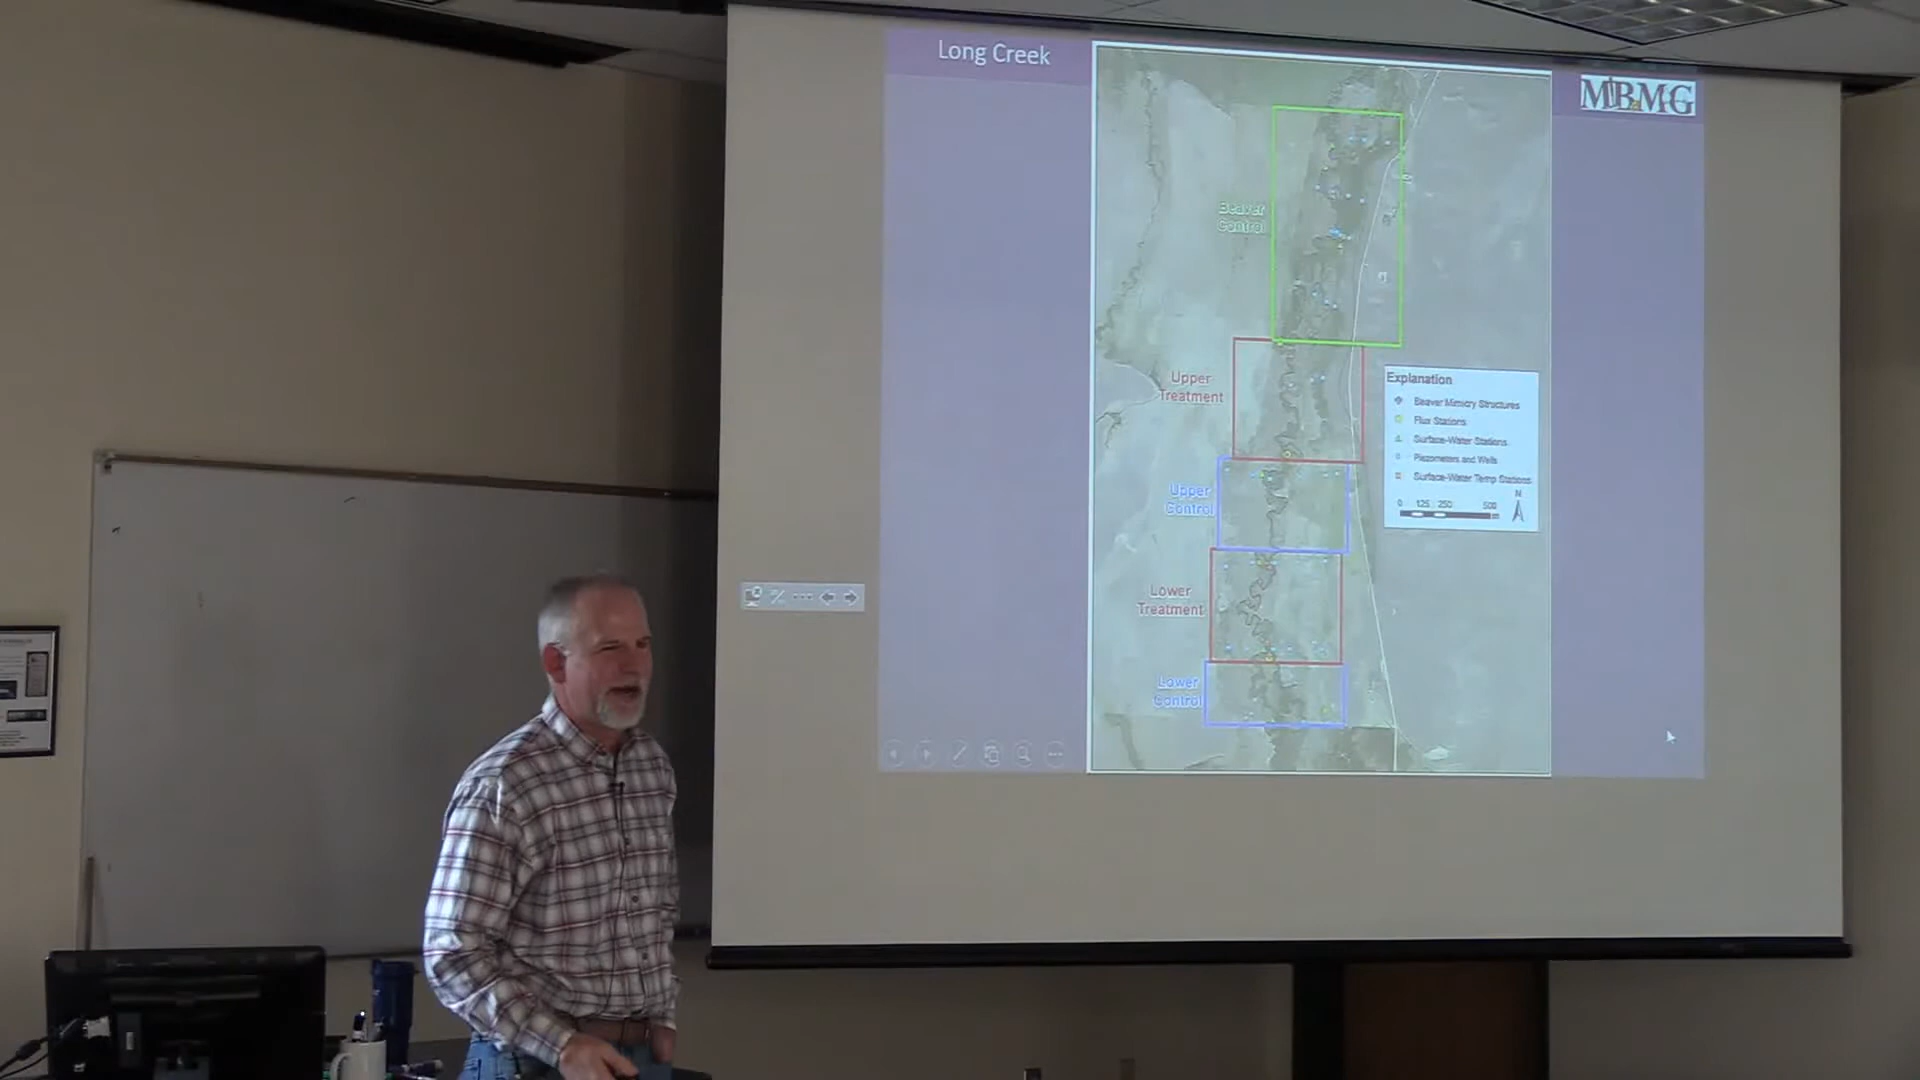 Long Creek
MBMG
Beaver
Control
Upper
Treatment
Upper
Control
Lower
Treatment
Lower
Control
Explanation
Beaver Mimicry Structures
Flux Stations
Surface-Water Stations
Piezometers and Wells
Surface-Water Temp Stations
N
0 125 250 500